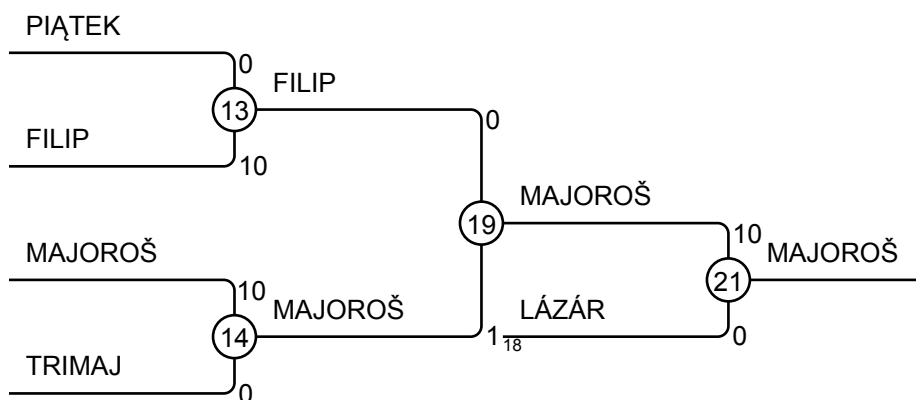 PIĄTEK
0
13
FILIP
FILIP
10
0
19
MAJOROŠ
MAJOROŠ
10
14
MAJOROŠ
TRIMAJ
0
1
10
21
MAJOROŠ
18
LÁZÁR
0